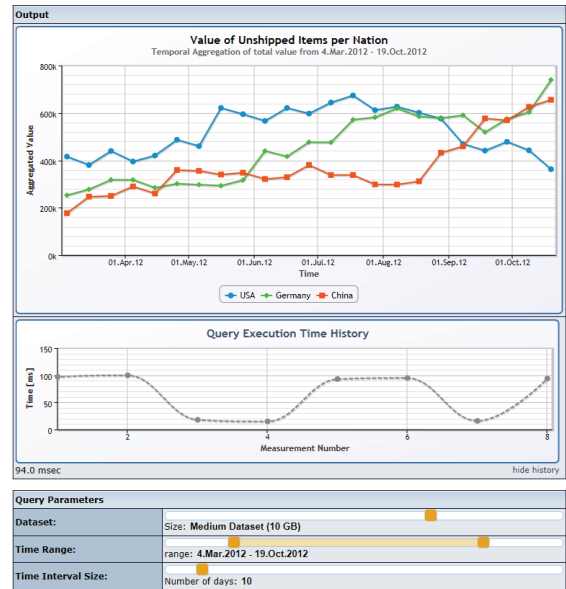 Output
Value of Unshipped Items per Nation
Temporal Aggregation of total value from 4.Mar.2012 - 19.Oct.2012
800k
600k
400k
200k
0k
Aggregated Value
01.Apr.12 01.May.12 01.Jun.12 01.Jul.12 01.Aug.12 01.Sep.12 01.Oct.12
Time
USA Germany China
Query Execution Time History
150
100
50
0
Time [ms]
2 4 6 8
Measurement Number
94.0 msec hide history
Query Parameters
Dataset:
Size: Medium Dataset (10 GB)
Time Range:
range: 4.Mar.2012 - 19.Oct.2012
Time Interval Size:
Number of days: 10